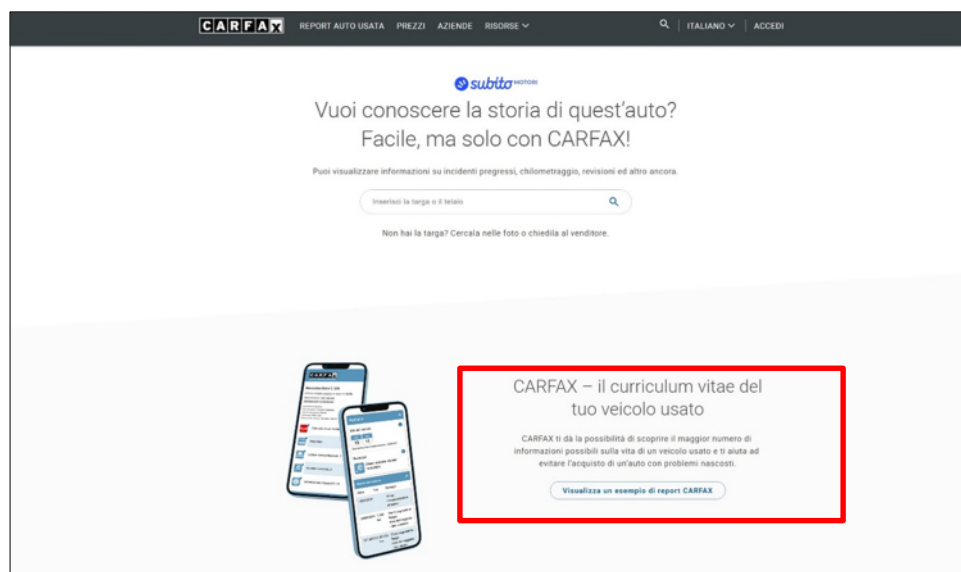 CARFAX REPORT AUTO USATA PREZZI AZIENDE RISORSE ITALIANO ACCEDI
subito MOTORI
Vuoi conoscere la storia di quest'auto?
Facile, ma solo con CARFAX!
Puoi visualizzare informazioni su incidenti pregressi, chilometraggio, revisioni ed altro ancora.
Inserisci la targa o il telaio
Non hai la targa? Cercala nelle foto o chiedila al venditore.
CARFAX
CARFAX – il curriculum vitae del
tuo veicolo usato
CARFAX ti dà la possibilità di scoprire il maggior numero di
informazioni possibili sulla vita di un veicolo usato e ti aiuta ad
evitare l'acquisto di un'auto con problemi nascosti.
Visualizza un esempio di report CARFAX